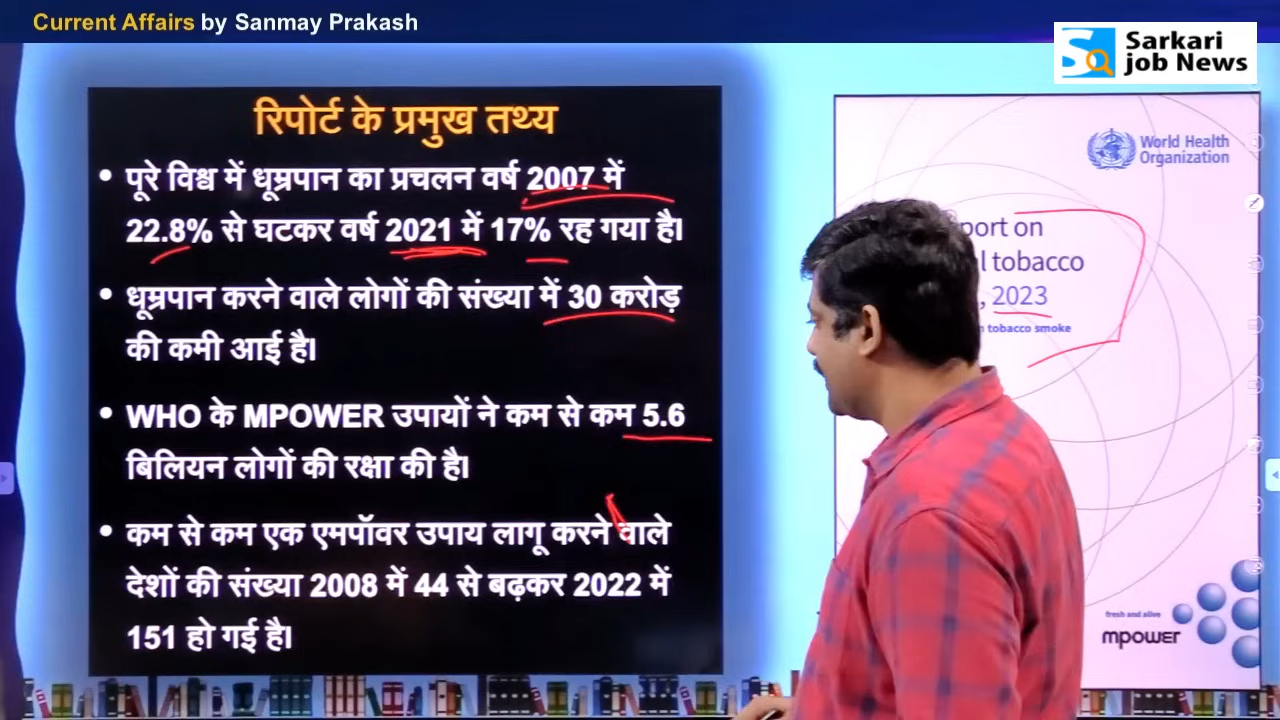 Current Affairs by Sanmay Prakash
Sarkari
job News
रिपोर्ट के प्रमुख तथ्य
• पूरे विश्व में धूम्रपान का प्रचलन वर्ष 2007 में
22.8% से घटकर वर्ष 2021 में 17% रह गया है।
• धूम्रपान करने वाले लोगों की संख्या में 30 करोड़
की कमी आई है।
• WHO के MPOWER उपायों ने कम से कम 5.6
बिलियन लोगों की रक्षा की है।
• कम से कम एक एमपॉवर उपाय लागू करने वाले
देशों की संख्या 2008 में 44 से बढ़कर 2022 में
151 हो गई है।
World Health
Organization
port on
l tobacco
, 2023
tobacco smoke
fresh and alive
mpower